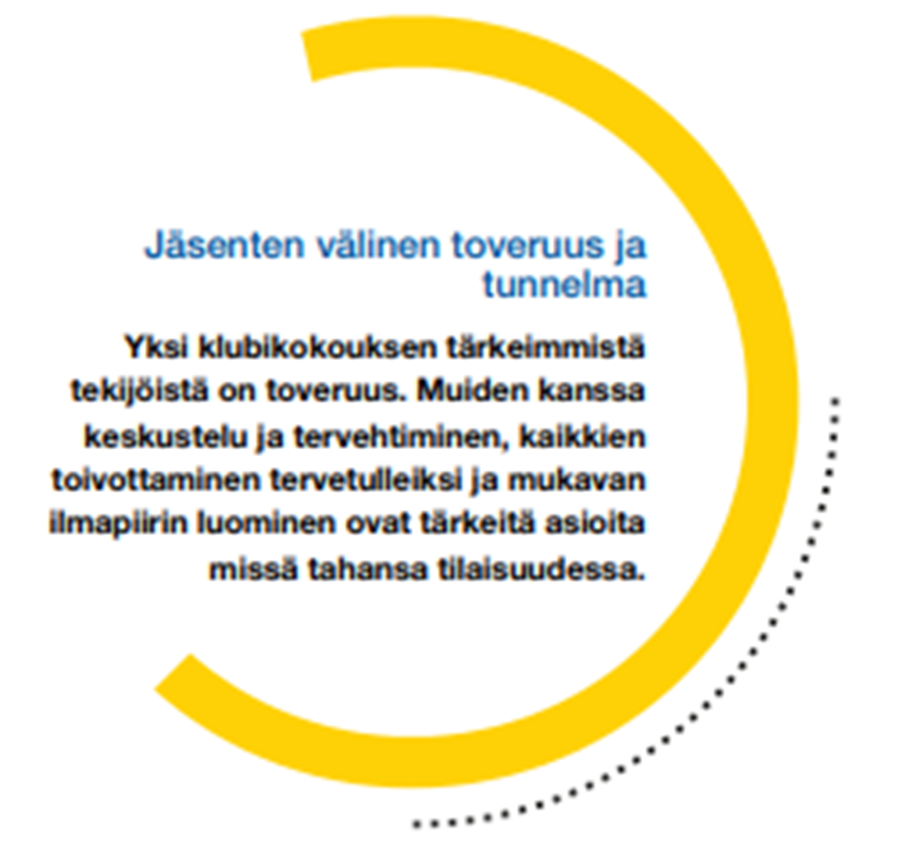 Jäsenten välinen toveruus ja
tunnelma
Yksi klubikokouksen tärkeimmistä
tekijöistä on toveruus. Muiden kanssa
keskustelu ja tervehtiminen, kaikkien
toivottaminen tervetulleiksi ja mukavan
ilmapiirin luominen ovat tärkeitä asioita
missä tahansa tilaisuudessa.